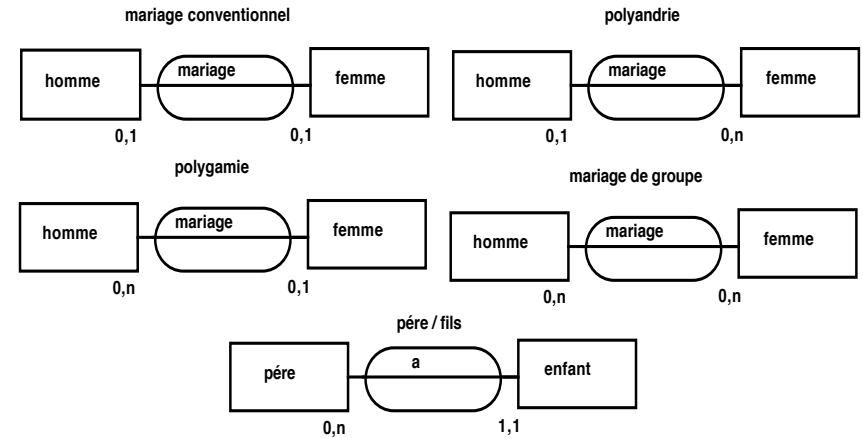 mariage conventionnel
homme
mariage
femme
0,1
0,1
polyandrie
homme
mariage
femme
0,1
0,n
polygamie
homme
mariage
femme
0,n
0,1
mariage de groupe
homme
mariage
femme
0,n
0,n
pére / fils
pére
a
enfant
0,n
1,1